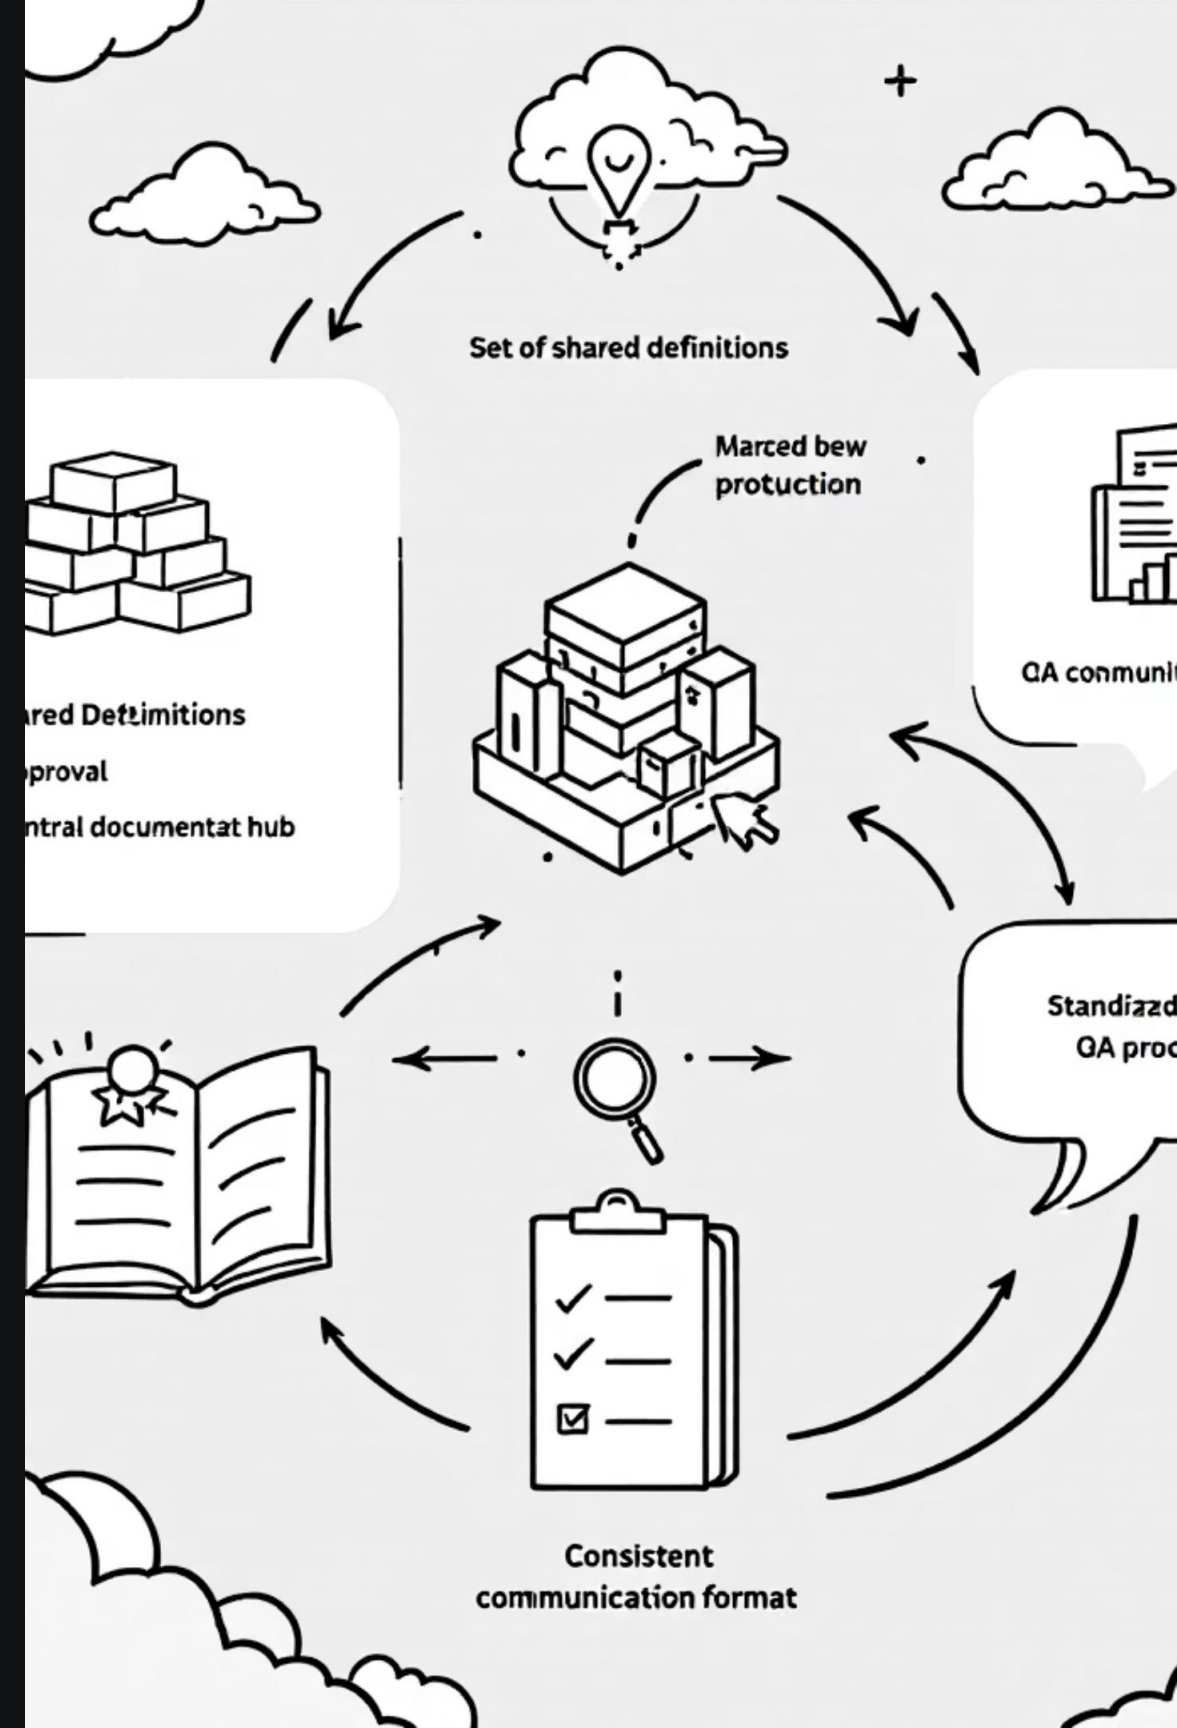 Set of shared definitions
Marced bew
protuction
ared Detlimitions
pproval
ntral documentat hub
QA conmunit
Standizzd
QA proc
Consistent
communication format